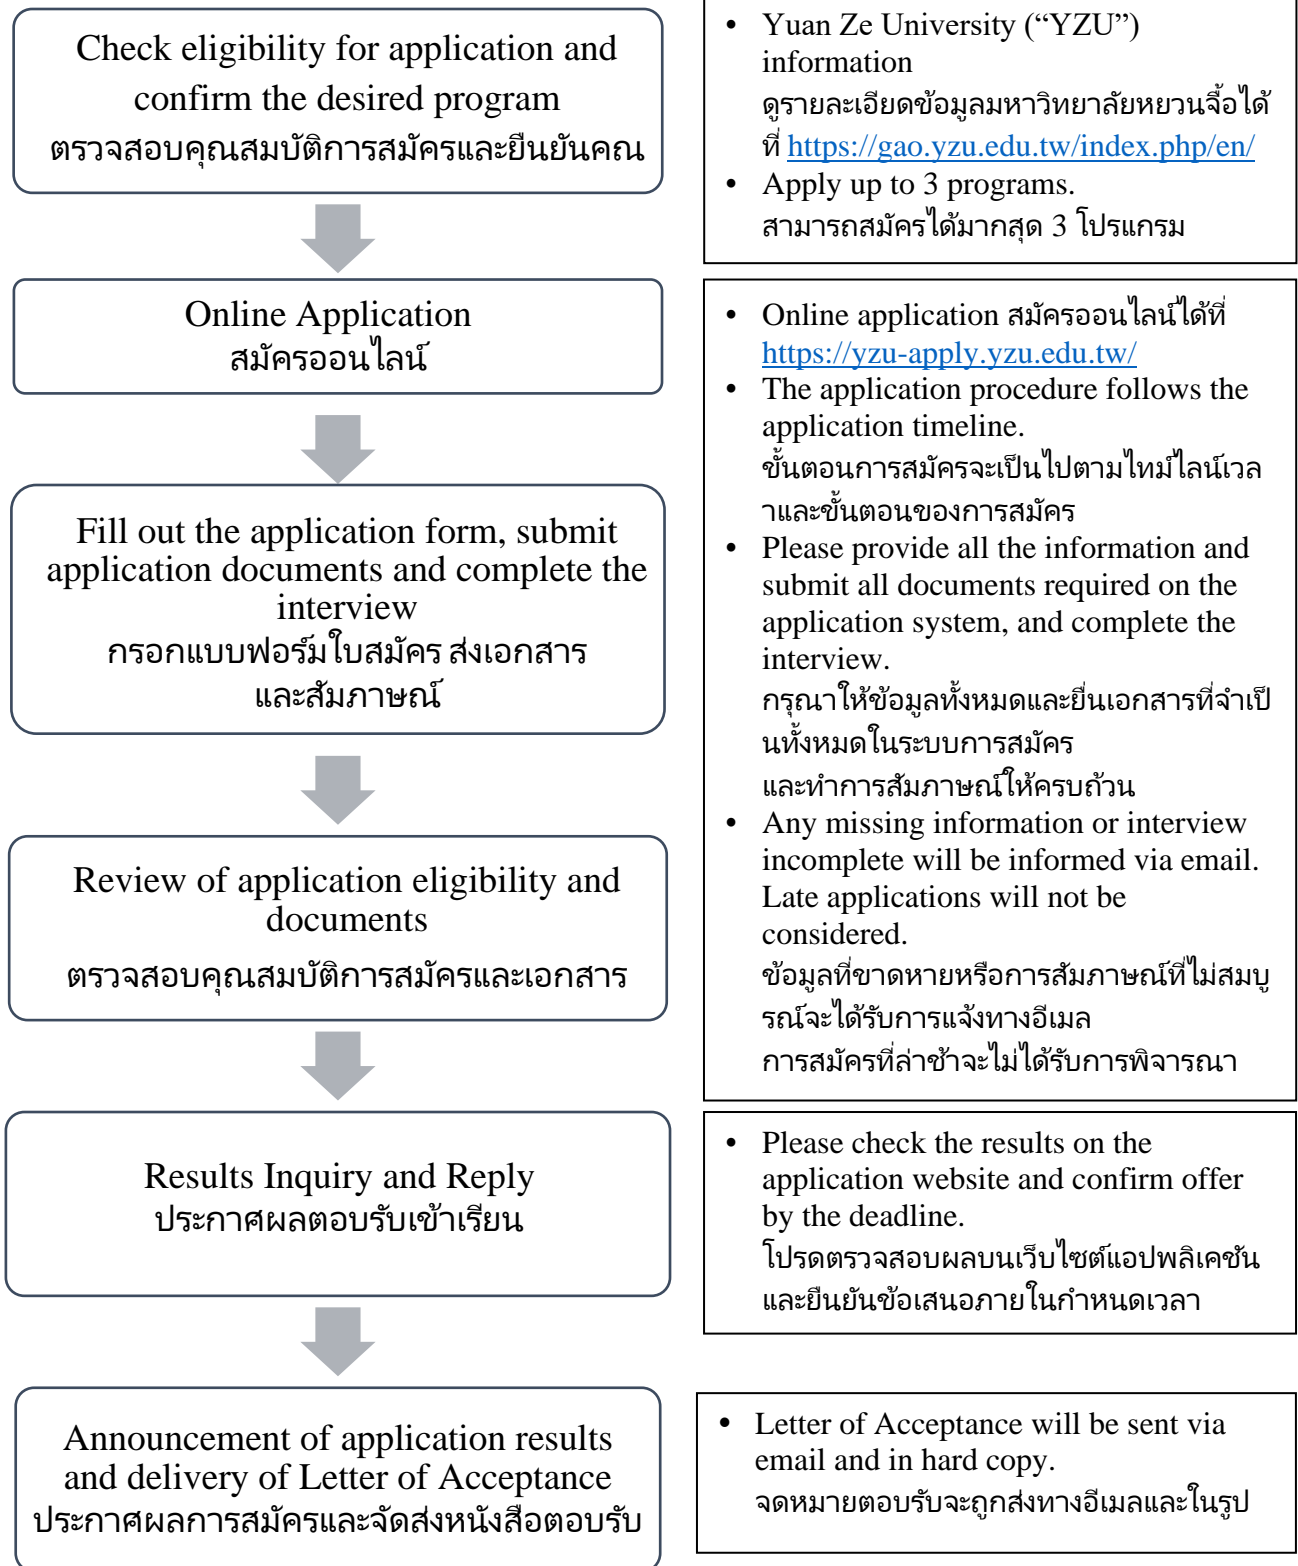 Check eligibility for application and
confirm the desired program
ตรวจสอบคุณสมบัติการสมัครและยืนยันคณ
• Yuan Ze University (“YZU”)
information
ดูรายละเอียดข้อมูลมหาวิทยาลัยหยวนจื้อได้
ที่ https://gao.yzu.edu.tw/index.php/en/
• Apply up to 3 programs.
สามารถสมัครได้มากสุด 3 โปรแกรม
Online Application
สมัครออนไลน์
Fill out the application form, submit
application documents and complete the
interview
กรอกแบบฟอร์มใบสมัคร ส่งเอกสาร
และสัมภาษณ์
Review of application eligibility and
documents
ตรวจสอบคุณสมบัติการสมัครและเอกสาร
• Online application สมัครออนไลน์ได้ที่
https://yzu-apply.yzu.edu.tw/
• The application procedure follows the
application timeline.
ขั้นตอนการสมัครจะเป็นไปตามไทม์ไลน์เวล
าและขั้นตอนของการสมัคร
• Please provide all the information and
submit all documents required on the
application system, and complete the
interview.
กรุณาให้ข้อมูลทั้งหมดและยื่นเอกสารที่จำเป็
นทั้งหมดในระบบการสมัคร
และทำการสัมภาษณ์ให้ครบถ้วน
• Any missing information or interview
incomplete will be informed via email.
Late applications will not be
considered.
ข้อมูลที่ขาดหายหรือการสัมภาษณ์ที่ไม่สมบู
รณ์จะได้รับการแจ้งทางอีเมล
การสมัครที่ล่าช้าจะไม่ได้รับการพิจารณา
Results Inquiry and Reply
ประกาศผลตอบรับเข้าเรียน
• Please check the results on the
application website and confirm offer
by the deadline.
โปรดตรวจสอบผลบนเว็บไซต์แอปพลิเคชัน
และยืนยันข้อเสนอภายในกำหนดเวลา
Announcement of application results
and delivery of Letter of Acceptance
ประกาศผลการสมัครและจัดส่งหนังสือตอบรับ
• Letter of Acceptance will be sent via
email and in hard copy.
จดหมายตอบรับจะถูกส่งทางอีเมลและในรูป